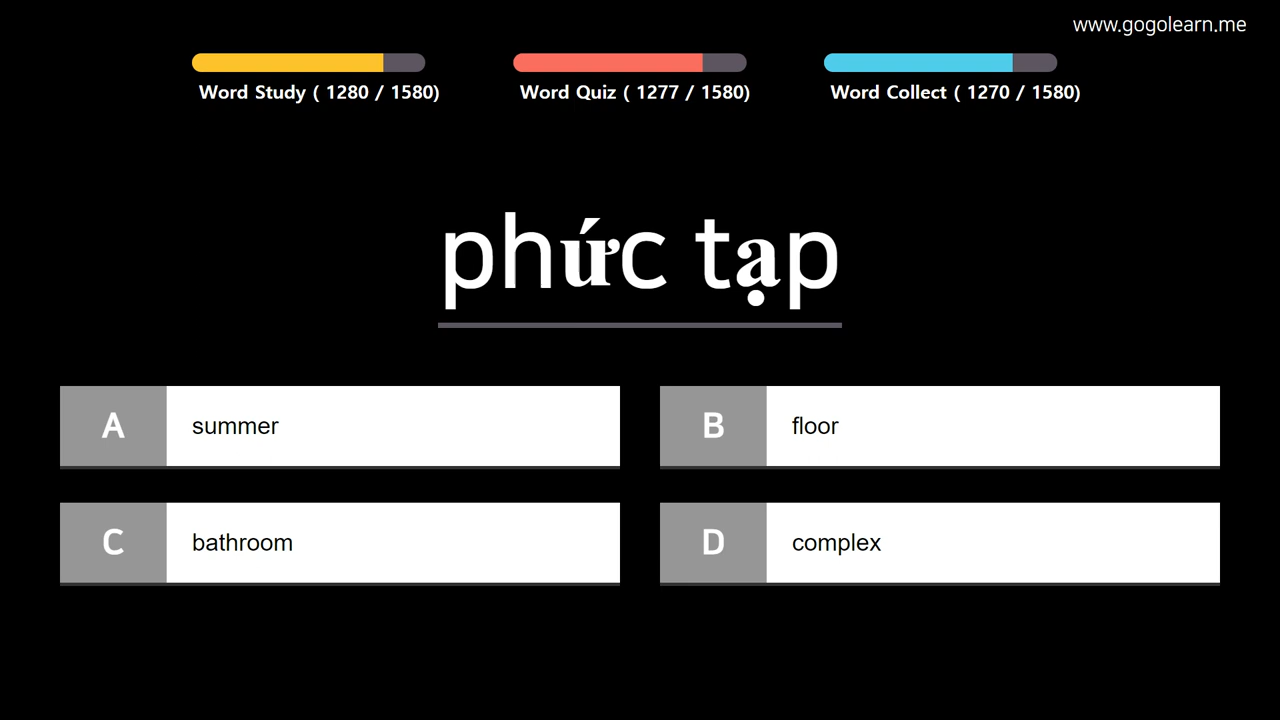 www.gogolearn.me
Word Study ( 1280 / 1580)
Word Quiz ( 1277 / 1580)
Word Collect ( 1270 / 1580)
phức tạp
A summer
B floor
C bathroom
D complex